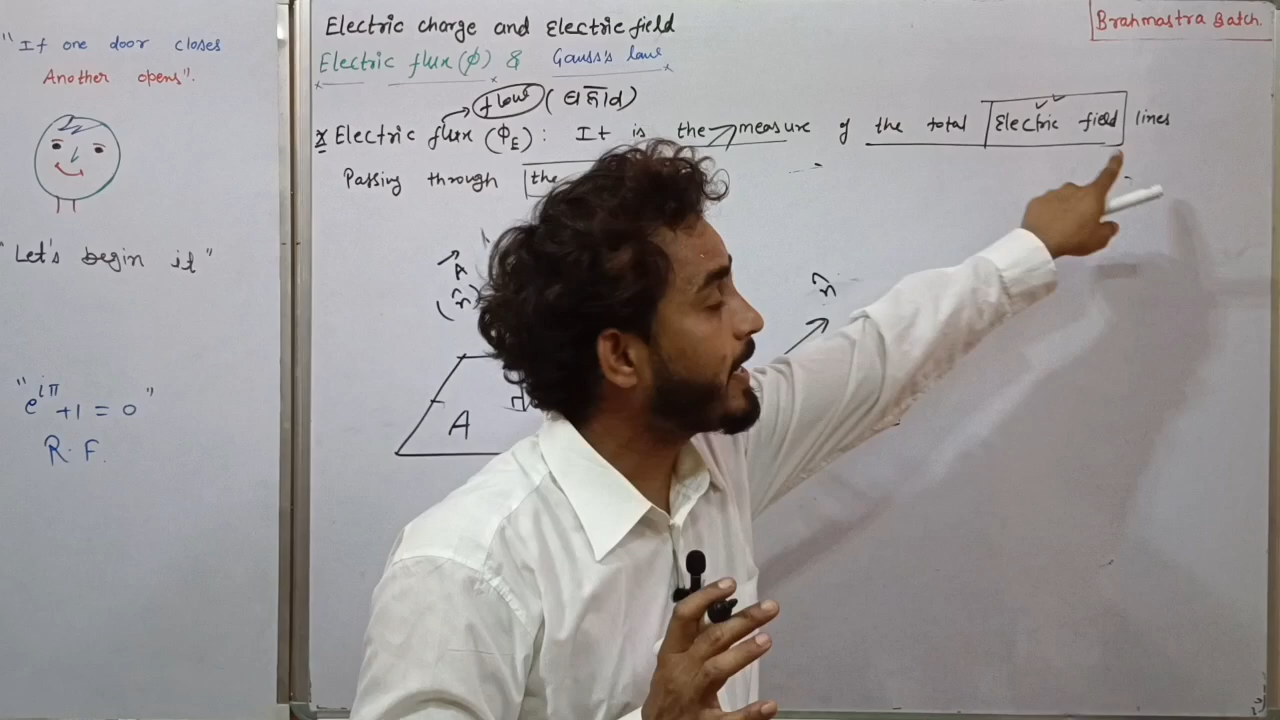 "If one door closes
Another opens".
"Let's begin it"
"e^iπ +1 = 0"
R. F.
Electric charge and Electric field
Brahmastra Batch.
Electric flux(φ) & Gauss's law
flow (बहाव)
* Electric flux (φ_E): It is the measure of the total Electric field lines
Passing through the
A
(n̂)
n̂
A